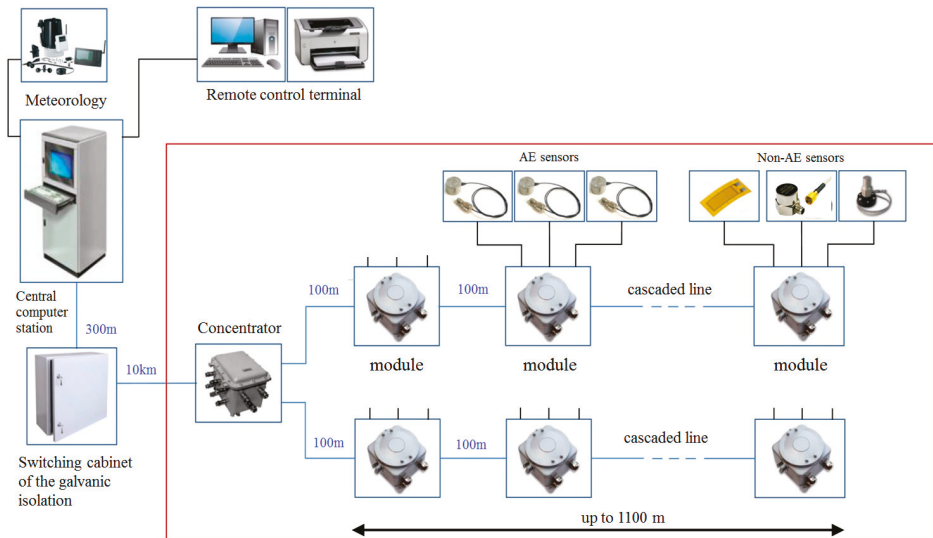 Meteorology
Remote control terminal
AE sensors
Non-AE sensors
Central
computer
station
300m
Concentrator
100m
100m
cascaded line
module
module
module
10km
100m
100m
cascaded line
Switching cabinet
of the galvanic
isolation
up to 1100 m